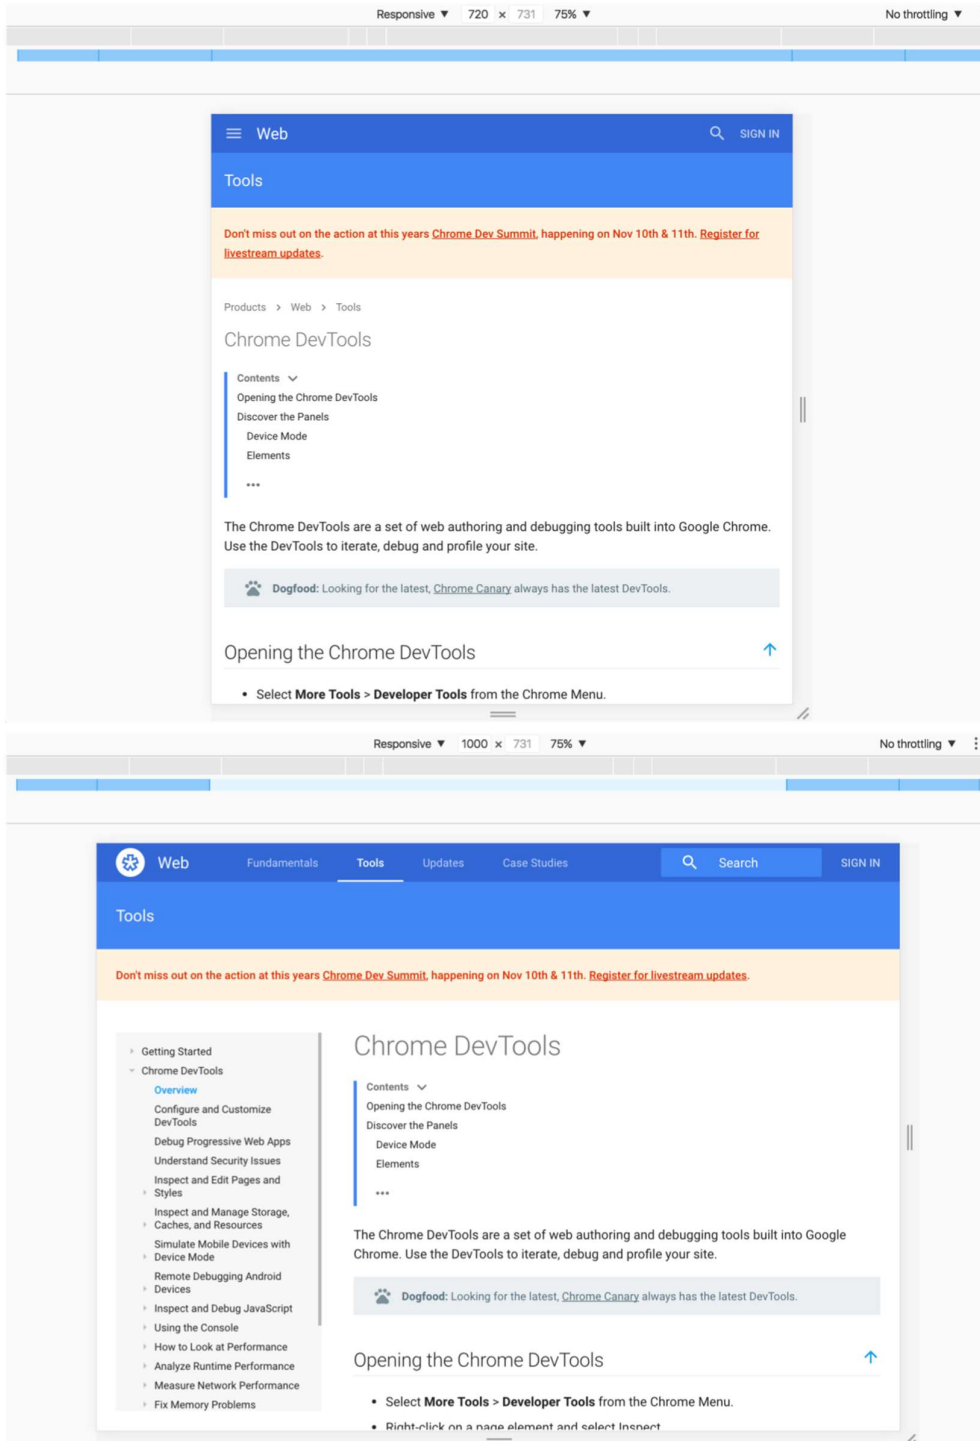 Responsive ▼ 720 × 731 75% ▼ No throttling ▼
Web SIGN IN
Tools
Don't miss out on the action at this years Chrome Dev Summit, happening on Nov 10th & 11th. Register for
livestream updates.
Products > Web > Tools
Chrome DevTools
Contents
Opening the Chrome DevTools
Discover the Panels
Device Mode
Elements
•••
The Chrome DevTools are a set of web authoring and debugging tools built into Google Chrome.
Use the DevTools to iterate, debug and profile your site.
Dogfood: Looking for the latest, Chrome Canary always has the latest DevTools.
Opening the Chrome DevTools
• Select More Tools > Developer Tools from the Chrome Menu.
Responsive ▼ 1000 × 731 75% ▼ No throttling ▼
Web Fundamentals Tools Updates Case Studies Search SIGN IN
Tools
Don't miss out on the action at this years Chrome Dev Summit, happening on Nov 10th & 11th. Register for livestream updates.
Getting Started
Chrome DevTools
Overview
Configure and Customize
DevTools
Debug Progressive Web Apps
Understand Security Issues
Inspect and Edit Pages and
Styles
Inspect and Manage Storage,
Caches, and Resources
Simulate Mobile Devices with
Device Mode
Remote Debugging Android
Devices
Inspect and Debug JavaScript
Using the Console
How to Look at Performance
Analyze Runtime Performance
Measure Network Performance
Fix Memory Problems
Chrome DevTools
Contents
Opening the Chrome DevTools
Discover the Panels
Device Mode
Elements
•••
The Chrome DevTools are a set of web authoring and debugging tools built into Google
Chrome. Use the DevTools to iterate, debug and profile your site.
Dogfood: Looking for the latest, Chrome Canary always has the latest DevTools.
Opening the Chrome DevTools
• Select More Tools > Developer Tools from the Chrome Menu.
• Right-click on a page element and select Inspect